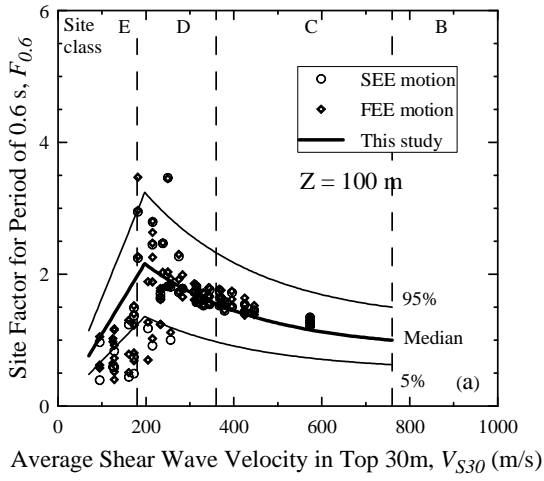 Site
class
E
D
C
B
SEE motion
FEE motion
This study
Z = 100 m
95%
Median
5%
(a)
6
4
2
0
0
200
400
600
800
1000
Site Factor for Period of 0.6 s, F0.6
Average Shear Wave Velocity in Top 30m, VS30 (m/s)